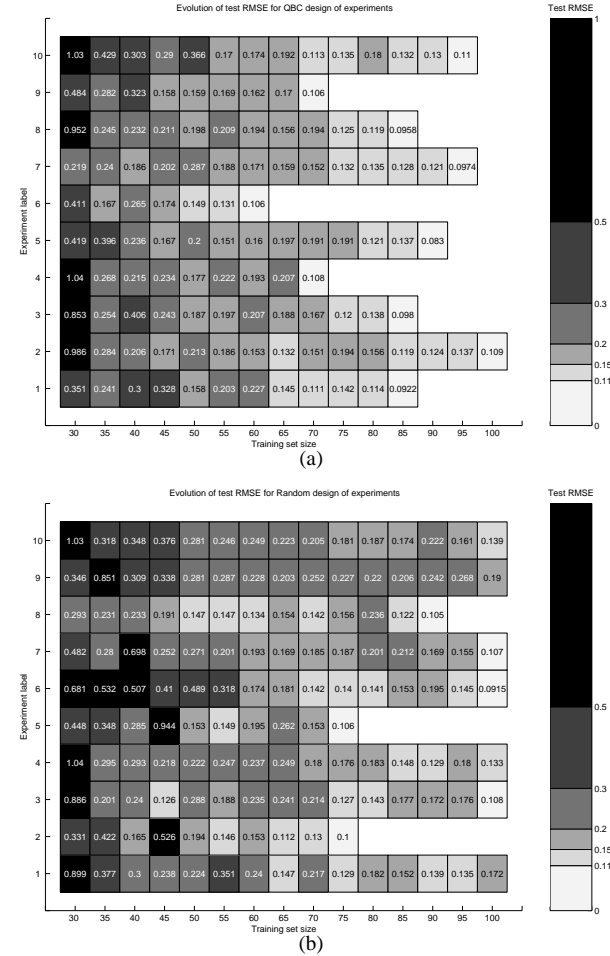 Evolution of test RMSE for QBC design of experiments
Test RMSE
10 1.03 0.429 0.303 0.29 0.366 0.17 0.174 0.192 0.113 0.135 0.18 0.132 0.13 0.11
9 0.484 0.282 0.323 0.158 0.159 0.169 0.162 0.17 0.106
8 0.952 0.245 0.232 0.211 0.198 0.209 0.194 0.156 0.194 0.125 0.119 0.0958
7 0.219 0.24 0.186 0.202 0.287 0.188 0.171 0.159 0.152 0.132 0.135 0.128 0.121 0.0974
6 0.411 0.167 0.265 0.174 0.149 0.131 0.106
5 0.419 0.396 0.236 0.167 0.2 0.151 0.16 0.197 0.191 0.191 0.121 0.137 0.083
4 1.04 0.268 0.215 0.234 0.177 0.222 0.193 0.207 0.108
3 0.853 0.254 0.406 0.243 0.187 0.197 0.207 0.188 0.167 0.12 0.138 0.098
2 0.986 0.284 0.206 0.171 0.213 0.186 0.153 0.132 0.151 0.194 0.156 0.119 0.124 0.137 0.109
1 0.351 0.241 0.3 0.328 0.158 0.203 0.227 0.145 0.111 0.142 0.114 0.0922
Experiment label
30 35 40 45 50 55 60 65 70 75 80 85 90 95 100
Training set size
1
0.5
0.3
0.2
0.15
0.11
0
(a)
Evolution of test RMSE for Random design of experiments
Test RMSE
10 1.03 0.318 0.348 0.376 0.281 0.246 0.249 0.223 0.205 0.181 0.187 0.174 0.222 0.161 0.139
9 0.346 0.851 0.309 0.338 0.281 0.287 0.228 0.203 0.252 0.227 0.22 0.206 0.242 0.268 0.19
8 0.293 0.231 0.233 0.191 0.147 0.147 0.134 0.154 0.142 0.156 0.236 0.122 0.105
7 0.482 0.28 0.698 0.252 0.271 0.201 0.193 0.169 0.185 0.187 0.201 0.212 0.169 0.155 0.107
6 0.681 0.532 0.507 0.41 0.489 0.318 0.174 0.181 0.142 0.14 0.141 0.153 0.195 0.145 0.0915
5 0.448 0.348 0.285 0.944 0.153 0.149 0.195 0.262 0.153 0.106
4 1.04 0.295 0.293 0.218 0.222 0.247 0.237 0.249 0.18 0.176 0.183 0.148 0.129 0.18 0.133
3 0.886 0.201 0.24 0.126 0.288 0.188 0.235 0.241 0.214 0.127 0.143 0.177 0.172 0.176 0.108
2 0.331 0.422 0.165 0.526 0.194 0.146 0.153 0.112 0.13 0.1
1 0.899 0.377 0.3 0.238 0.224 0.351 0.24 0.147 0.217 0.129 0.182 0.152 0.139 0.135 0.172
Experiment label
30 35 40 45 50 55 60 65 70 75 80 85 90 95 100
Training set size
0.5
0.3
0.2
0.15
0.11
0
(b)